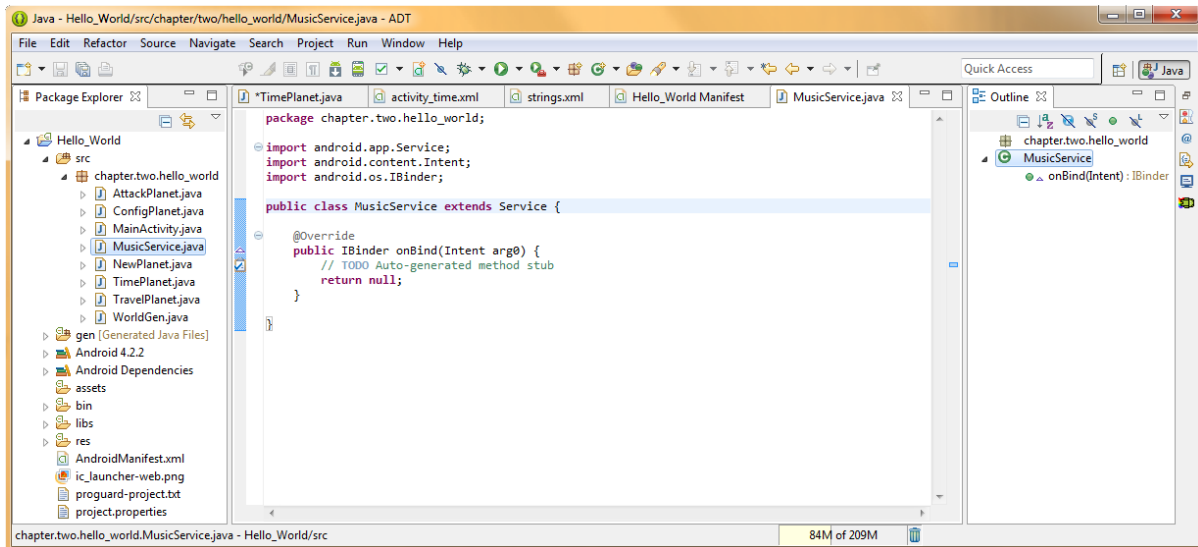 Java - Hello_World/src/chapter/two/hello_world/MusicService.java - ADT
File Edit Refactor Source Navigate Search Project Run Window Help
Quick Access
Java
Package Explorer
*TimePlanet.java
activity_time.xml
strings.xml
Hello_World Manifest
MusicService.java
Outline
Hello_World
src
chapter.two.hello_world
AttackPlanet.java
ConfigPlanet.java
MainActivity.java
MusicService.java
NewPlanet.java
TimePlanet.java
TravelPlanet.java
WorldGen.java
gen [Generated Java Files]
Android 4.2.2
Android Dependencies
assets
bin
libs
res
AndroidManifest.xml
ic_launcher-web.png
proguard-project.txt
project.properties
package chapter.two.hello_world;
import android.app.Service;
import android.content.Intent;
import android.os.IBinder;
public class MusicService extends Service {
@Override
public IBinder onBind(Intent arg0) {
// TODO Auto-generated method stub
return null;
}
}
chapter.two.hello_world
MusicService
onBind(Intent) : IBinder
chapter.two.hello_world.MusicService.java - Hello_World/src
84M of 209M